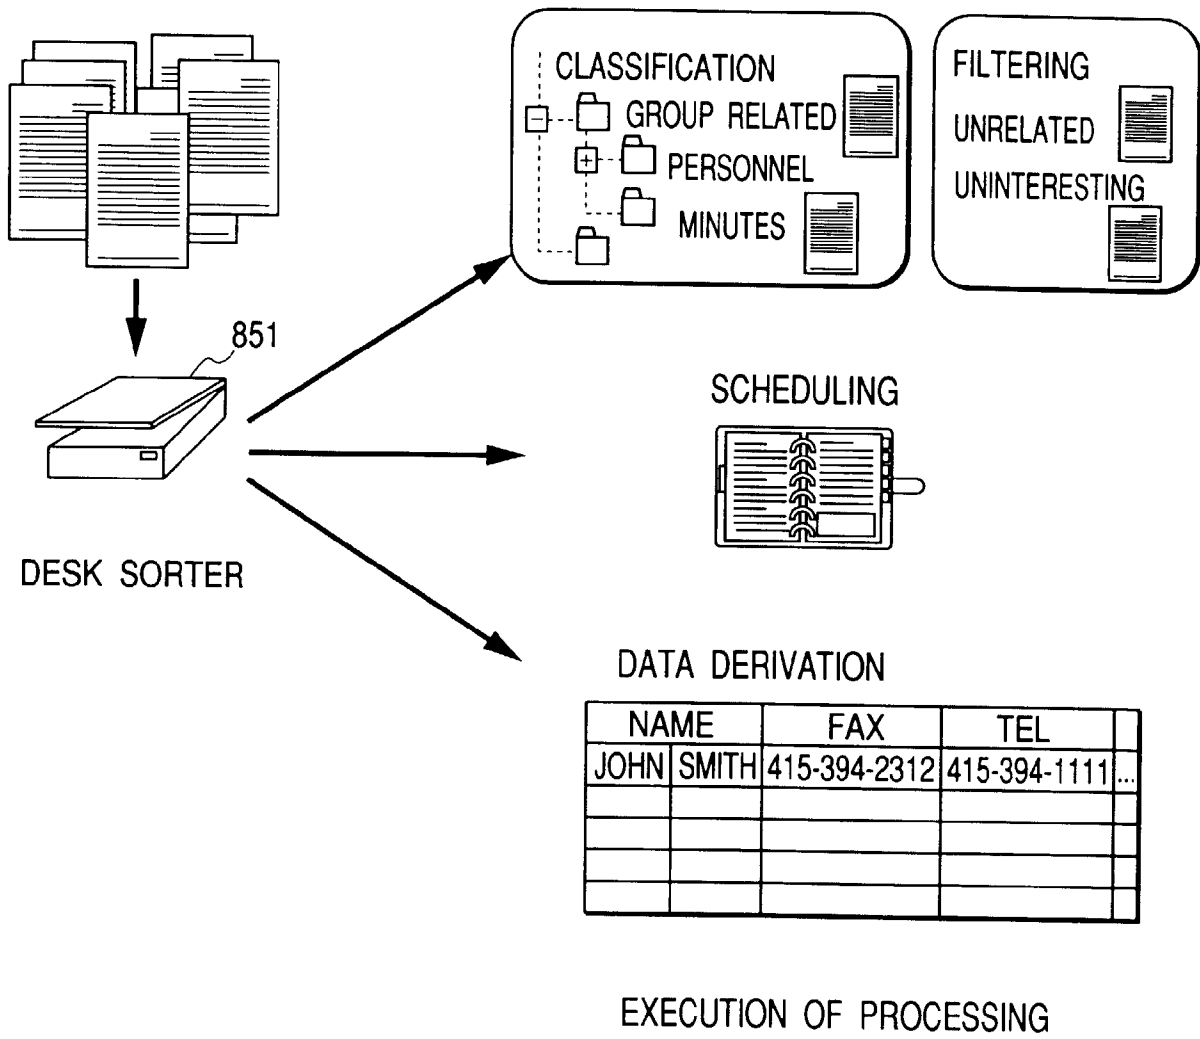 CLASSIFICATION
GROUP RELATED
PERSONNEL
MINUTES
FILTERING
UNRELATED
UNINTERESTING
851
DESK SORTER
SCHEDULING
DATA DERIVATION
NAME FAX TEL
JOHN SMITH 415-394-2312 415-394-1111 ...
EXECUTION OF PROCESSING